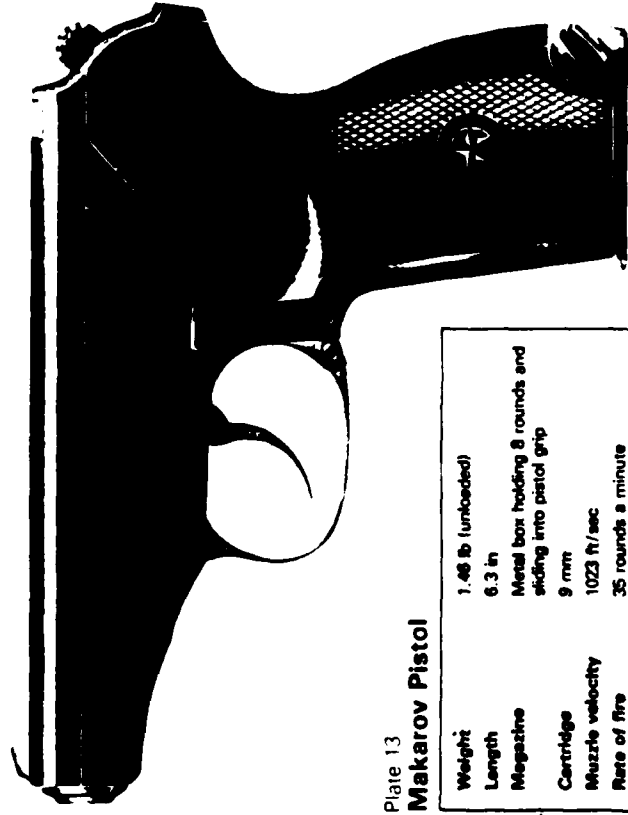 Plate 13
Makarov Pistol
Weight 1.46 lb (unloaded)
Length 6.3 in
Magazine Metal box holding 8 rounds and
sliding into pistol grip
Cartridge 9 mm
Muzzle velocity 1023 ft/sec
Rate of fire 35 rounds a minute